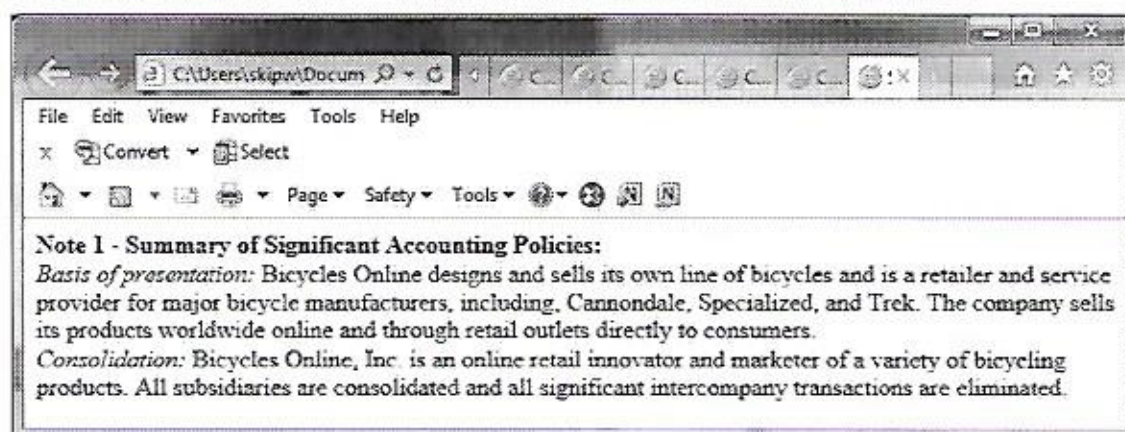 C:\Users\skipw\Docum
C... C... C... C... C...
File Edit View Favorites Tools Help
x Convert Select
Page Safety Tools
Note 1 - Summary of Significant Accounting Policies:
Basis of presentation: Bicycles Online designs and sells its own line of bicycles and is a retailer and service
provider for major bicycle manufacturers, including, Cannondale, Specialized, and Trek. The company sells
its products worldwide online and through retail outlets directly to consumers.
Consolidation: Bicycles Online, Inc. is an online retail innovator and marketer of a variety of bicycling
products. All subsidiaries are consolidated and all significant intercompany transactions are eliminated.